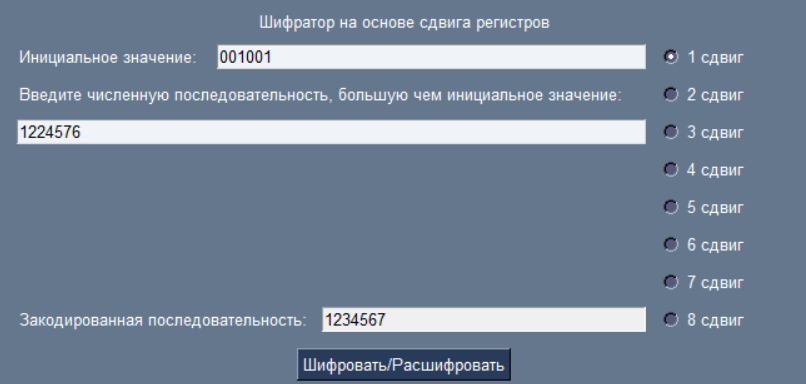 Шифратор на основе сдвига регистров
Инициальное значение: 001001 1 сдвиг
Введите численную последовательность, большую чем инициальное значение: 2 сдвиг
1224576 3 сдвиг
4 сдвиг
5 сдвиг
6 сдвиг
7 сдвиг
Закодированная последовательность: 1234567 8 сдвиг
Шифровать/Расшифровать